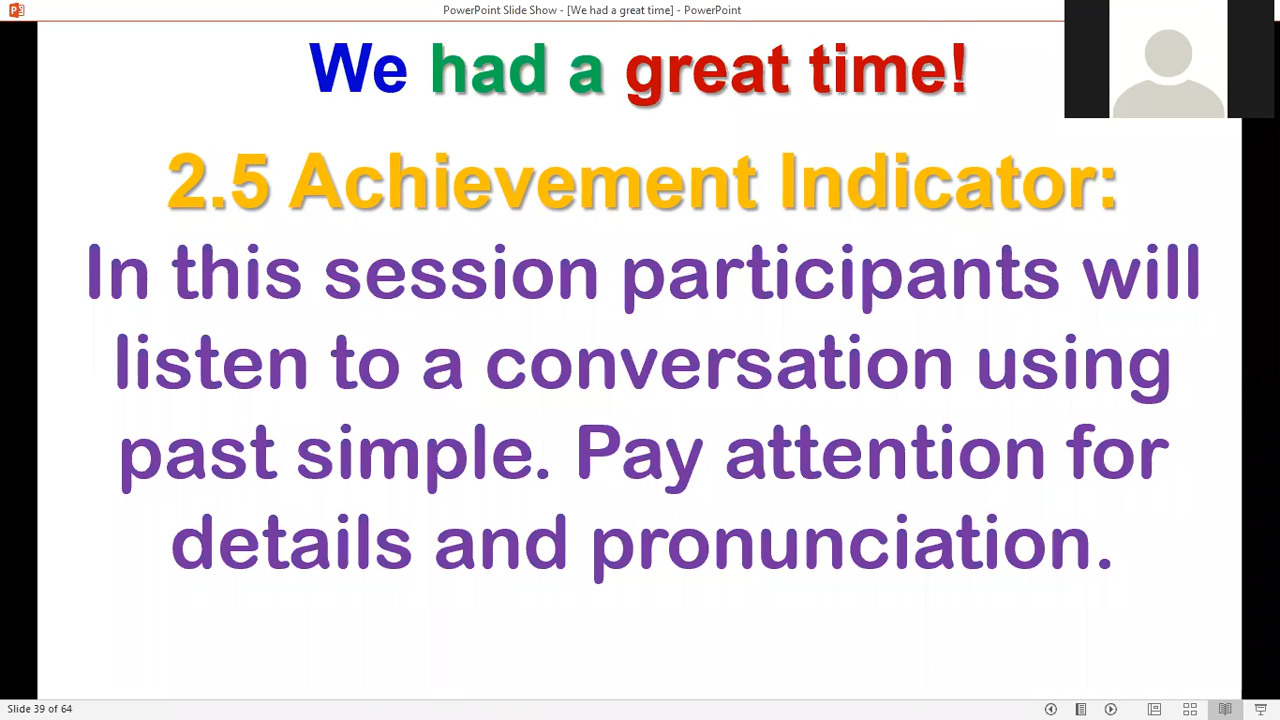 PowerPoint Slide Show - [We had a great time] - PowerPoint
We had a great time!
2.5 Achievement Indicator:
In this session participants will
listen to a conversation using
past simple. Pay attention for
details and pronunciation.
Slide 39 of 64